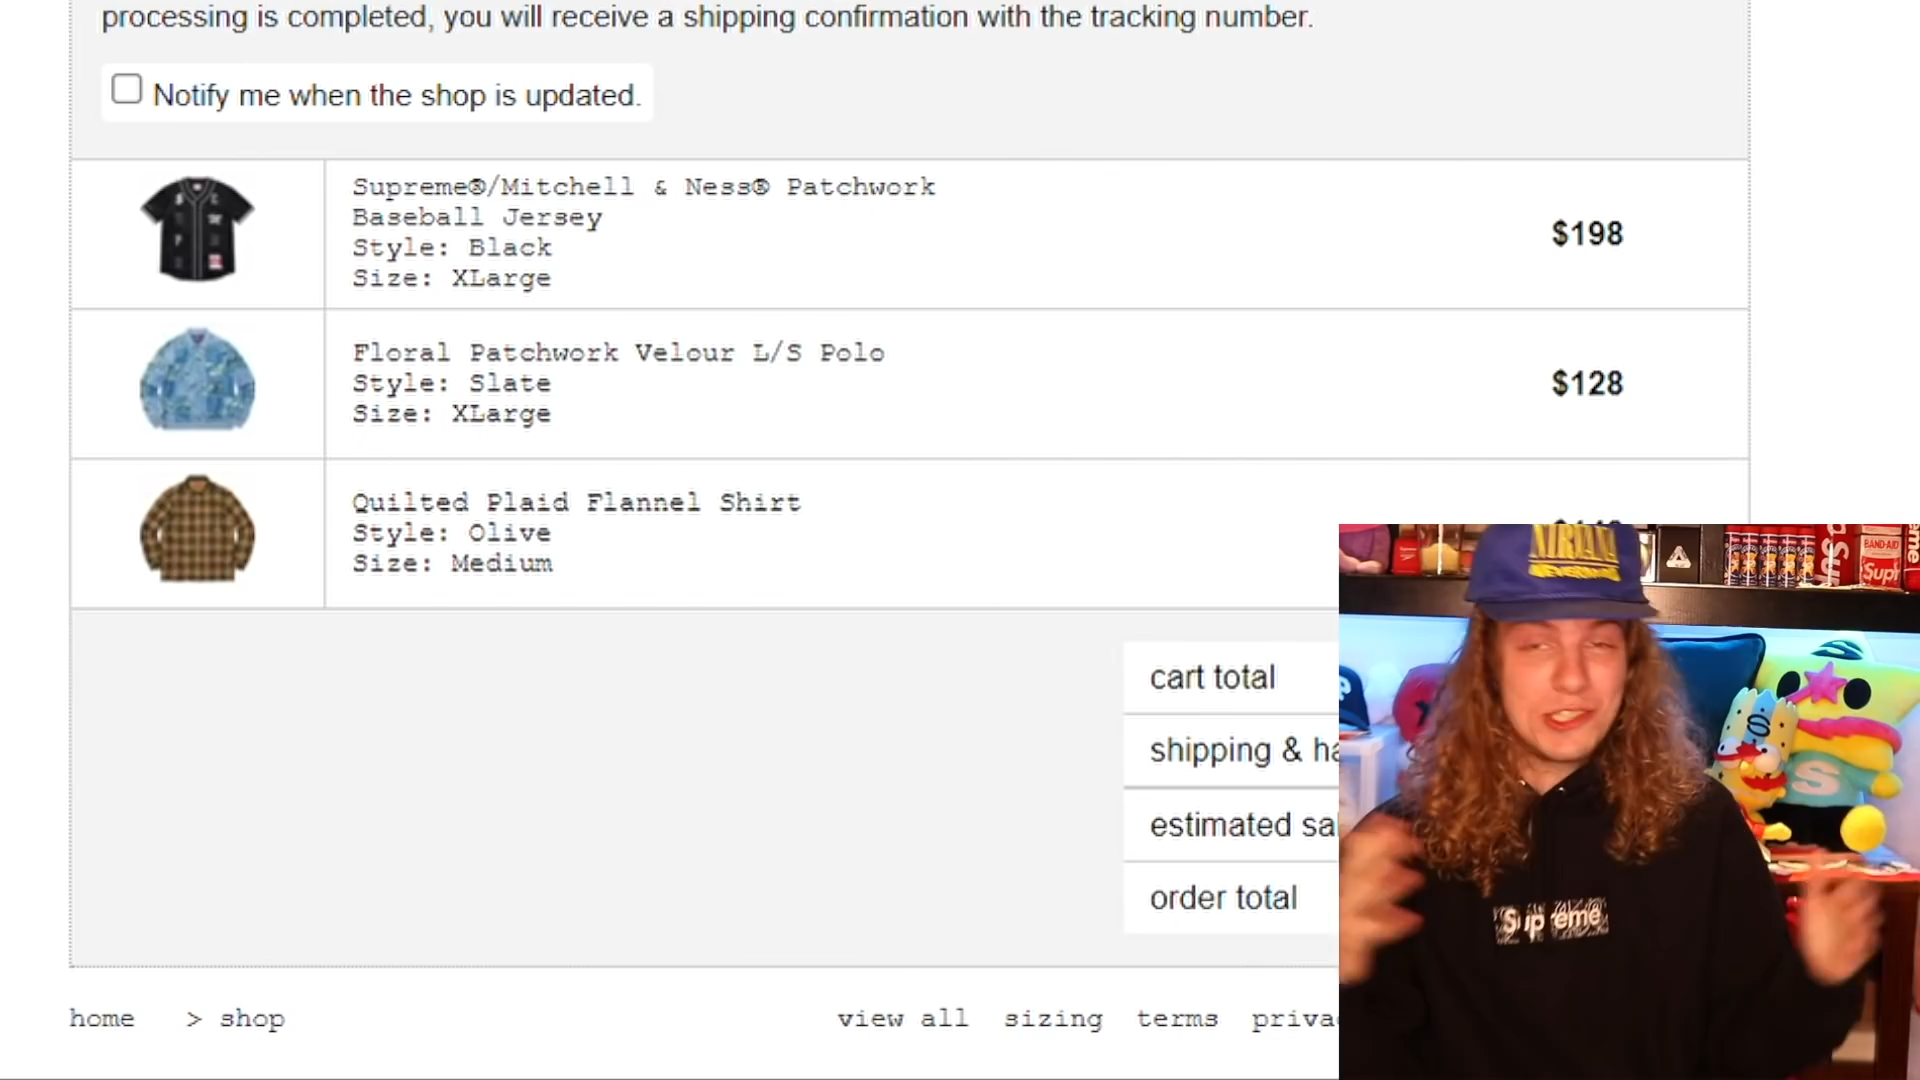 processing is completed, you will receive a shipping confirmation with the tracking number.
Notify me when the shop is updated.
Supreme®/Mitchell & Ness® Patchwork
Baseball Jersey
Style: Black
Size: XLarge
$198
Floral Patchwork Velour L/S Polo
Style: Slate
Size: XLarge
$128
Quilted Plaid Flannel Shirt
Style: Olive
Size: Medium
cart total
shipping & ha
estimated sa
order total
home > shop
view all sizing terms priva
BAND-AID
Supr
Supreme
S